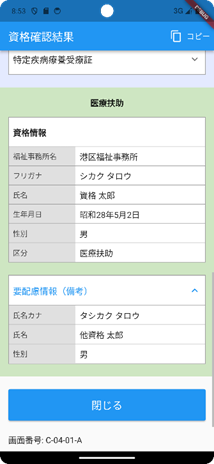 8:53
3G
DEBUG
資格確認結果
コピー
特定疾病療養受療証
医療扶助
資格情報
福祉事務所名 港区福祉事務所
フリガナ シカク タロウ
氏名 資格 太郎
生年月日 昭和28年5月2日
性別 男
区分 医療扶助
要配慮情報（備考）
氏名カナ タシカク タロウ
氏名 他資格 太郎
性別 男
閉じる
画面番号: C-04-01-A